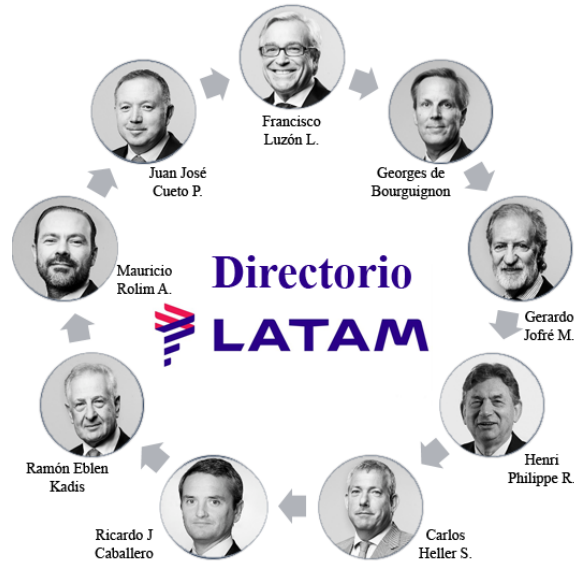 Francisco
Luzón L.
Georges de
Bourguignon
Juan José
Cueto P.
Mauricio
Rolim A.
Directorio
LATAM
Gerardo
Jofré M.
Henri
Philippe R.
Carlos
Heller S.
Ricardo J
Caballero
Ramón Eblen
Kadis